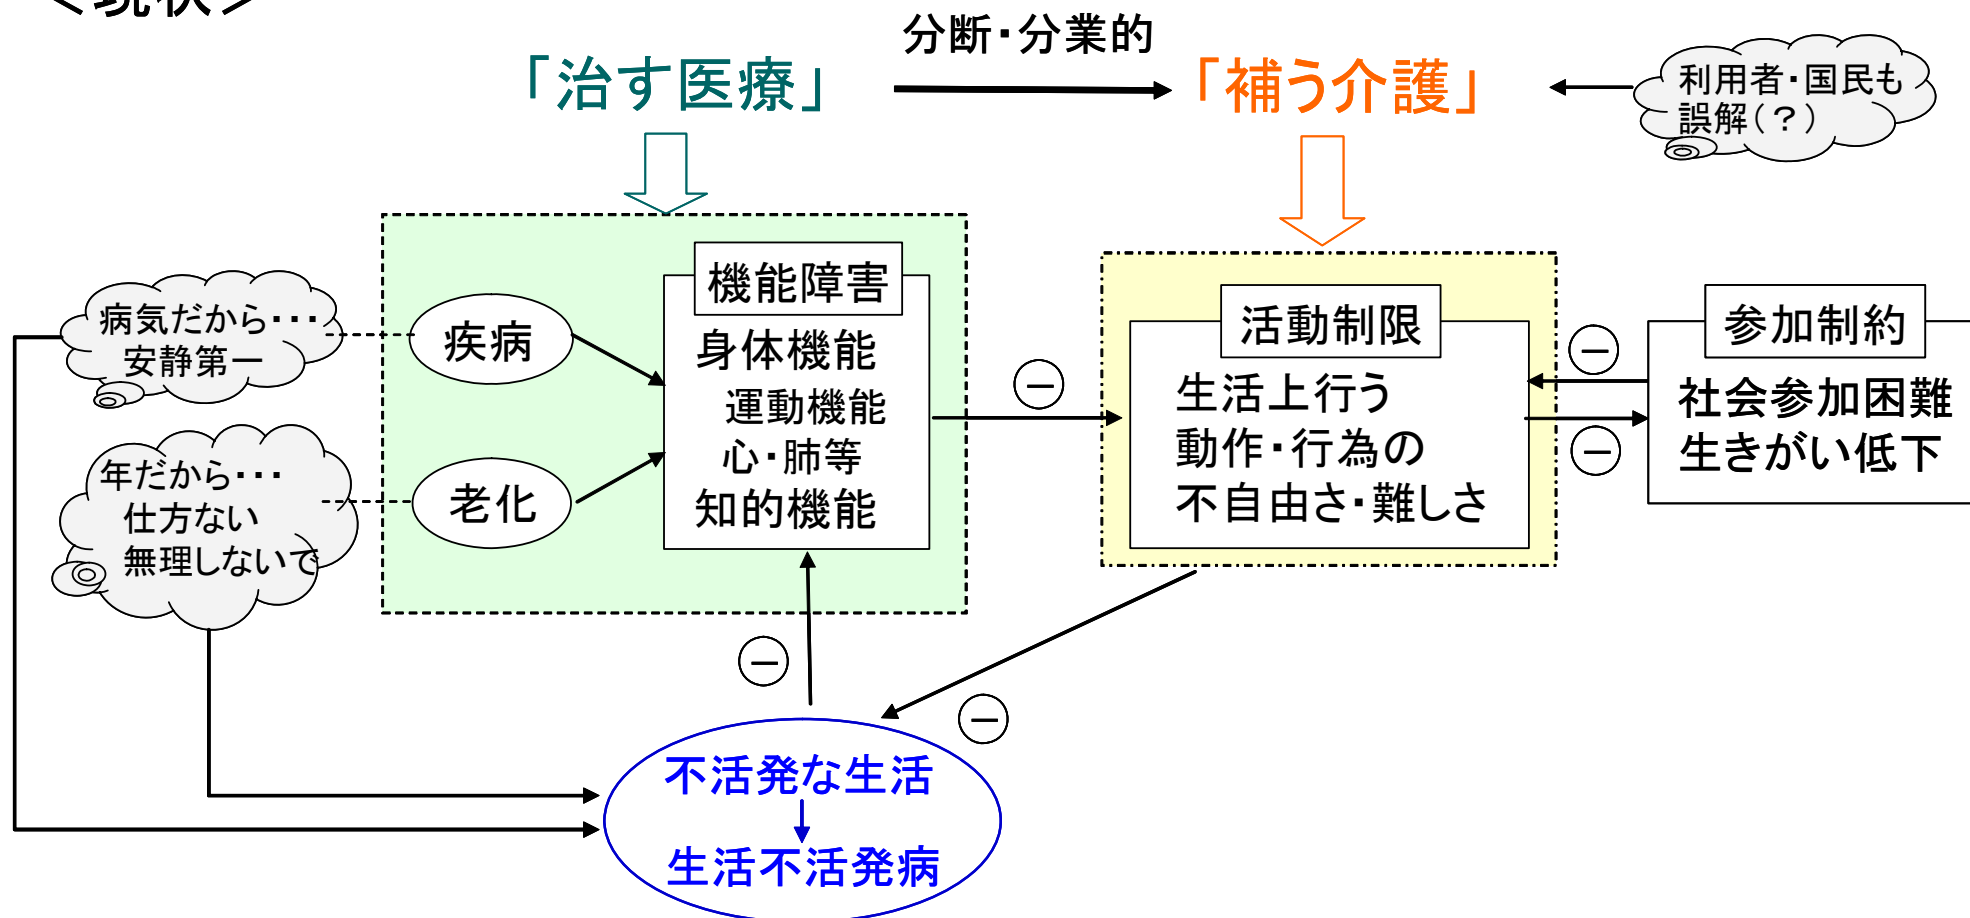 ＜現状＞
分断・分業的
「治す医療」
「補う介護」
利用者・国民も
誤解（？）
病気だから・・・
安静第一
年だから・・・
仕方ない
無理しないで
疾病
老化
機能障害
身体機能
運動機能
心・肺等
知的機能
－
活動制限
生活上行う
動作・行為の
不自由さ・難しさ
－
－
参加制約
社会参加困難
生きがい低下
－
－
不活発な生活
生活不活発病